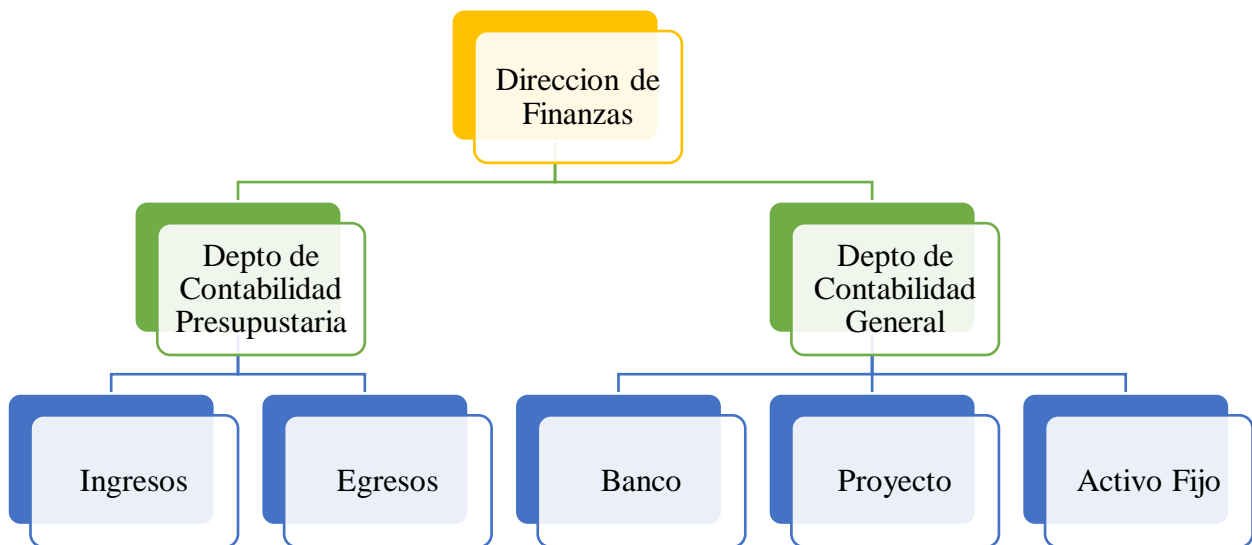 Direccion de
Finanzas
Depto de
Contabilidad
Presupustaria
Depto de
Contabilidad
General
Ingresos
Egresos
Banco
Proyecto
Activo Fijo